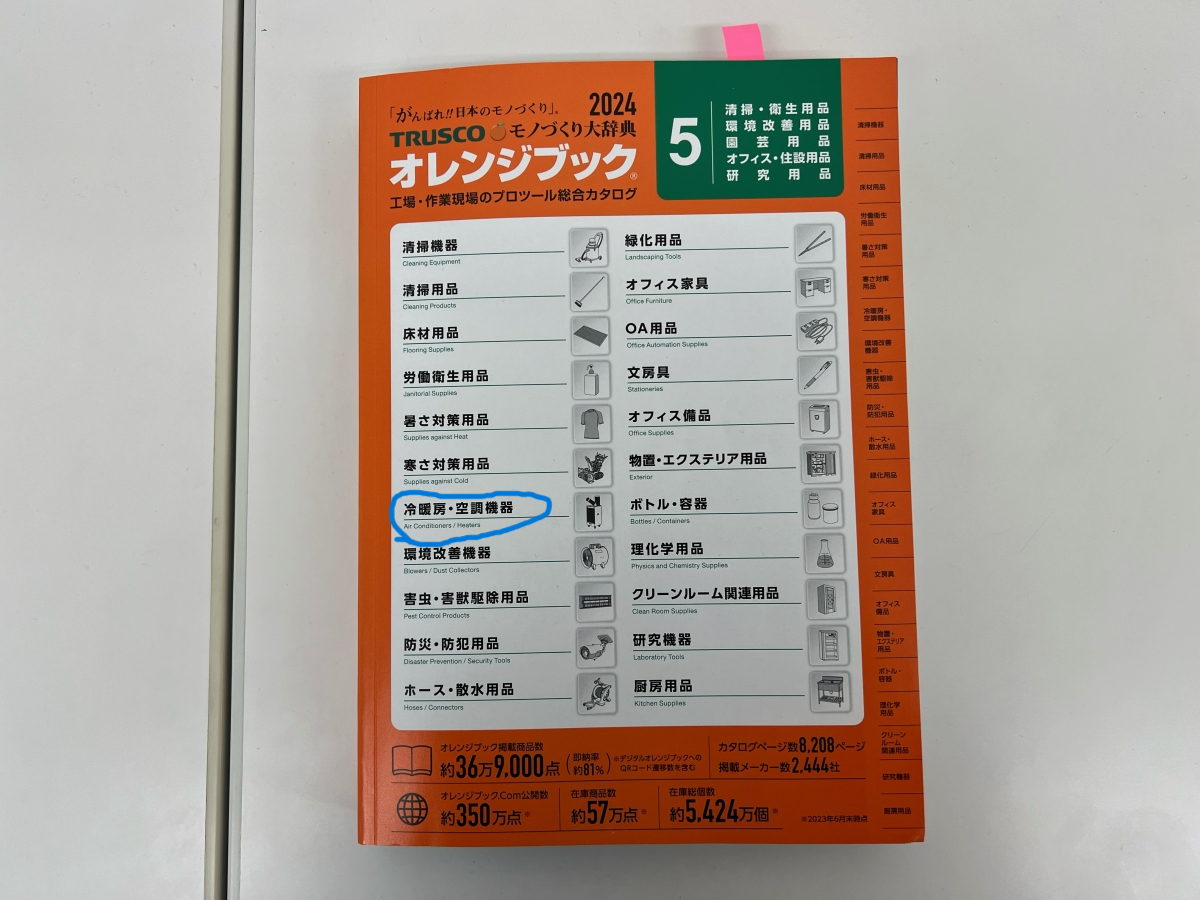 「がんばれ!!日本のモノづくり」。
2024
TRUSCO モノづくり大辞典
オレンジブック®
工場・作業現場のプロツール総合カタログ
5
清掃・衛生用品
環境改善用品
園芸用品
オフィス・住設用品
研究用品
清掃機器
Cleaning Equipment
清掃用品
Cleaning Products
床材用品
Flooring Supplies
労働衛生用品
Janitorial Supplies
暑さ対策用品
Supplies against Heat
寒さ対策用品
Supplies against Cold
冷暖房・空調機器
Air Conditioners / Heaters
環境改善機器
Blowers / Dust Collectors
害虫・害獣駆除用品
Pest Control Products
防災・防犯用品
Disaster Prevention / Security Tools
ホース・散水用品
Hoses / Connectors
緑化用品
Landscaping Tools
オフィス家具
Office Furniture
OA用品
Office Automation Supplies
文房具
Stationeries
オフィス備品
Office Supplies
物置・エクステリア用品
Exterior
ボトル・容器
Bottles / Containers
理化学用品
Physics and Chemistry Supplies
クリーンルーム関連用品
Clean Room Supplies
研究機器
Laboratory Tools
厨房用品
Kitchen Supplies
オレンジブック掲載商品数
約36万9,000点
(即納率
約81%)
※デジタルオレンジブックへの
QRコード遷移数を含む
カタログページ数8,208ページ
掲載メーカー数2,444社
オレンジブック.Com公開数
約350万点※
在庫商品数
約57万点※
在庫総個数
約5,424万個※
※2023年6月末時点
清掃機器
清掃用品
床材用品
労働衛生
用品
暑さ対策
用品
寒さ対策
用品
冷暖房・
空調機器
環境改善
機器
害虫・
害獣駆除
用品
防災・
防犯用品
ホース・
散水用品
緑化用品
オフィス
家具
OA用品
文房具
オフィス
備品
物置・
エクステリア
用品
ボトル・
容器
理化学
用品
クリーン
ルーム
関連用品
研究機器
厨房用品